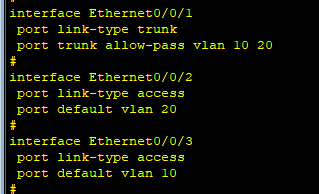 interface Ethernet0/0/1
port link-type trunk
port trunk allow-pass vlan 10 20
#
interface Ethernet0/0/2
port link-type access
port default vlan 20
#
interface Ethernet0/0/3
port link-type access
port default vlan 10
#